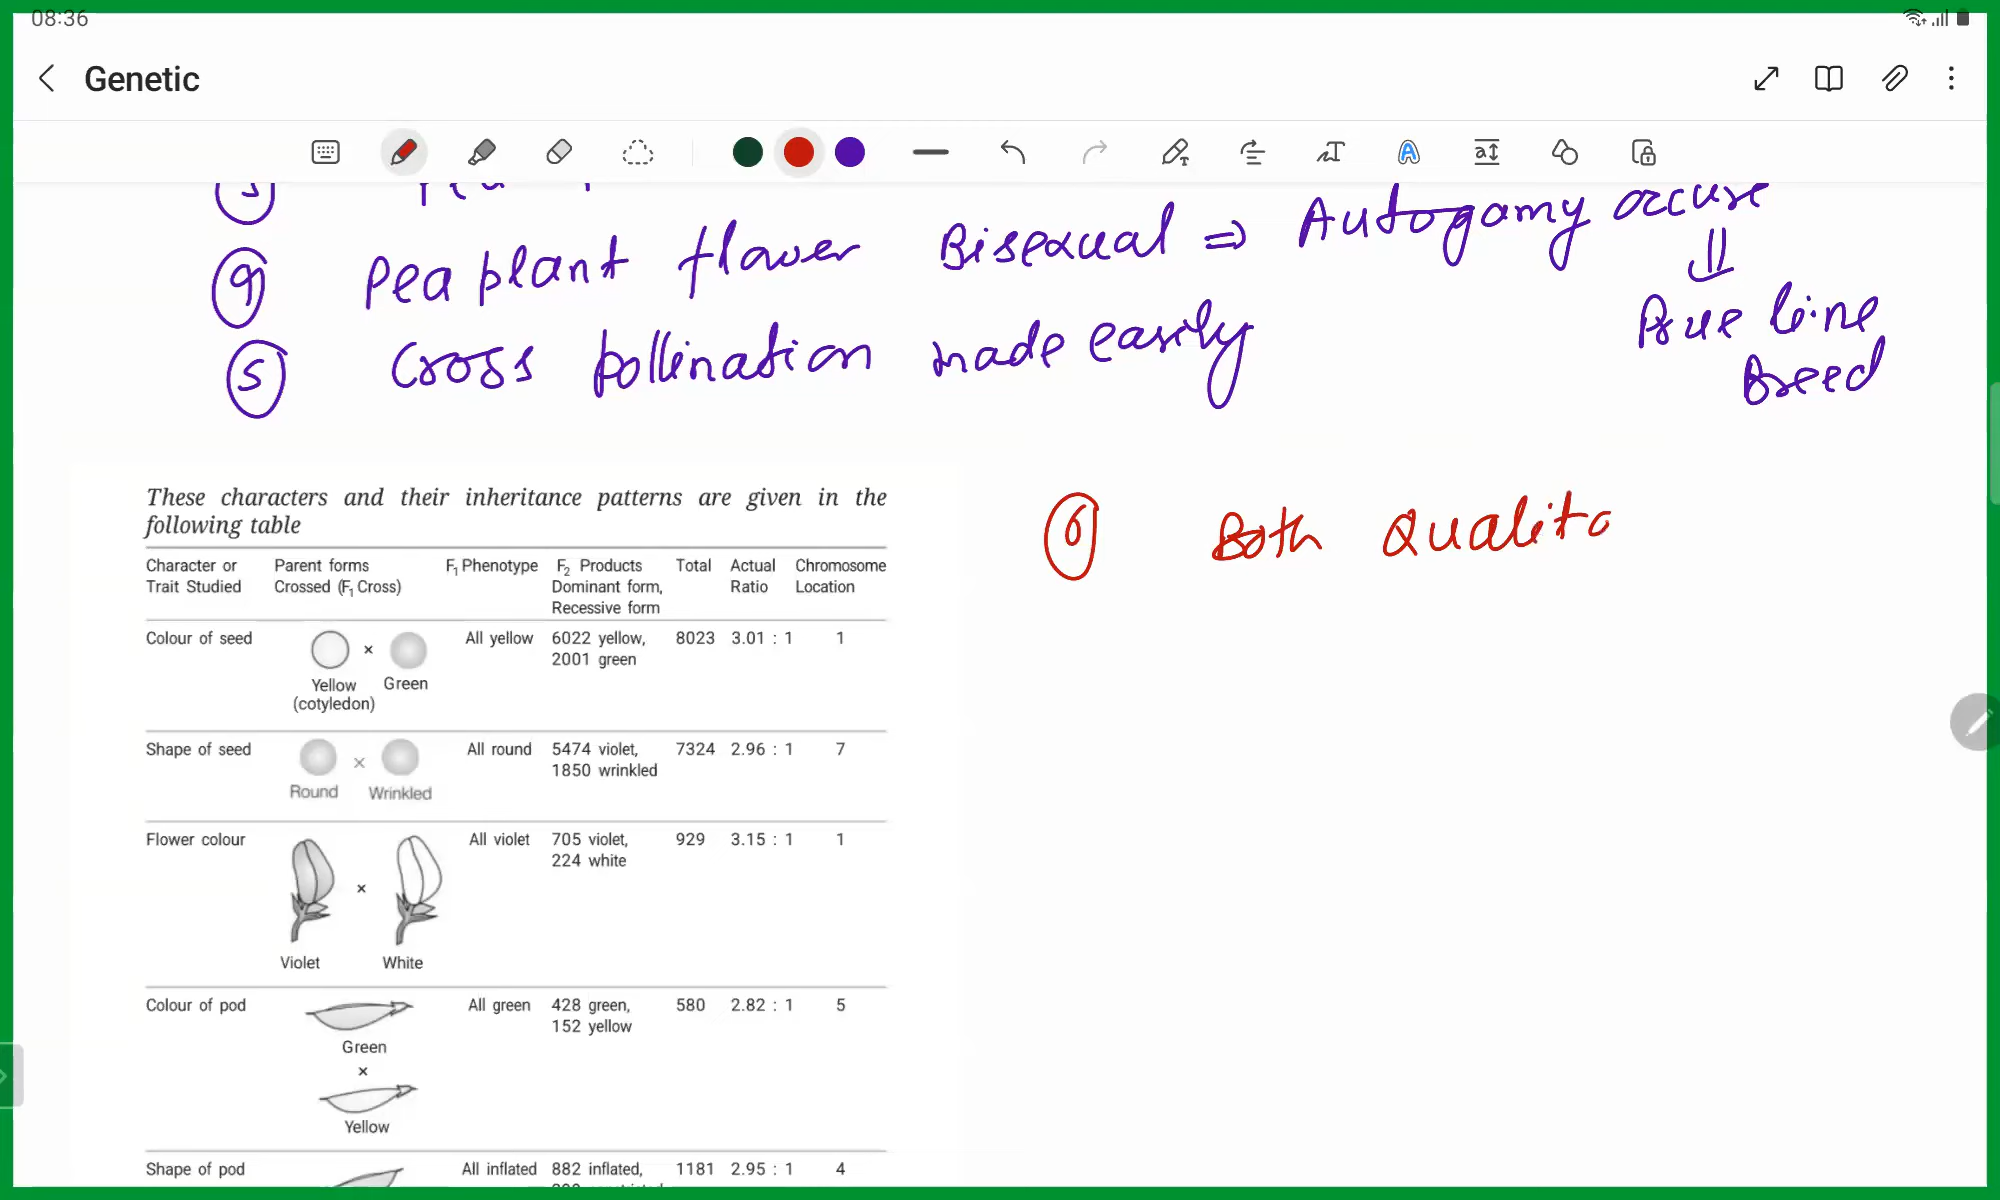 08:36
Genetic
3
④ Pea plant flower Bisexual ⇒ Autogamy occure
⇓
Pure line
Breed
⑤ Cross pollination made easily
⑥ Both Qualita
These characters and their inheritance patterns are given in the
following table
Character or Trait Studied Parent forms Crossed (F₁ Cross) F₁ Phenotype F₂ Products Dominant form, Recessive form Total Actual Ratio Chromosome Location
Colour of seed × All yellow 6022 yellow, 8023 3.01 : 1 1
2001 green
Yellow Green
(cotyledon)
Shape of seed × All round 5474 violet, 7324 2.96 : 1 7
1850 wrinkled
Round Wrinkled
Flower colour All violet 705 violet, 929 3.15 : 1 1
224 white
×
Violet White
Colour of pod All green 428 green, 580 2.82 : 1 5
152 yellow
Green
×
Yellow
Shape of pod All inflated 882 inflated, 1181 2.95 : 1 4